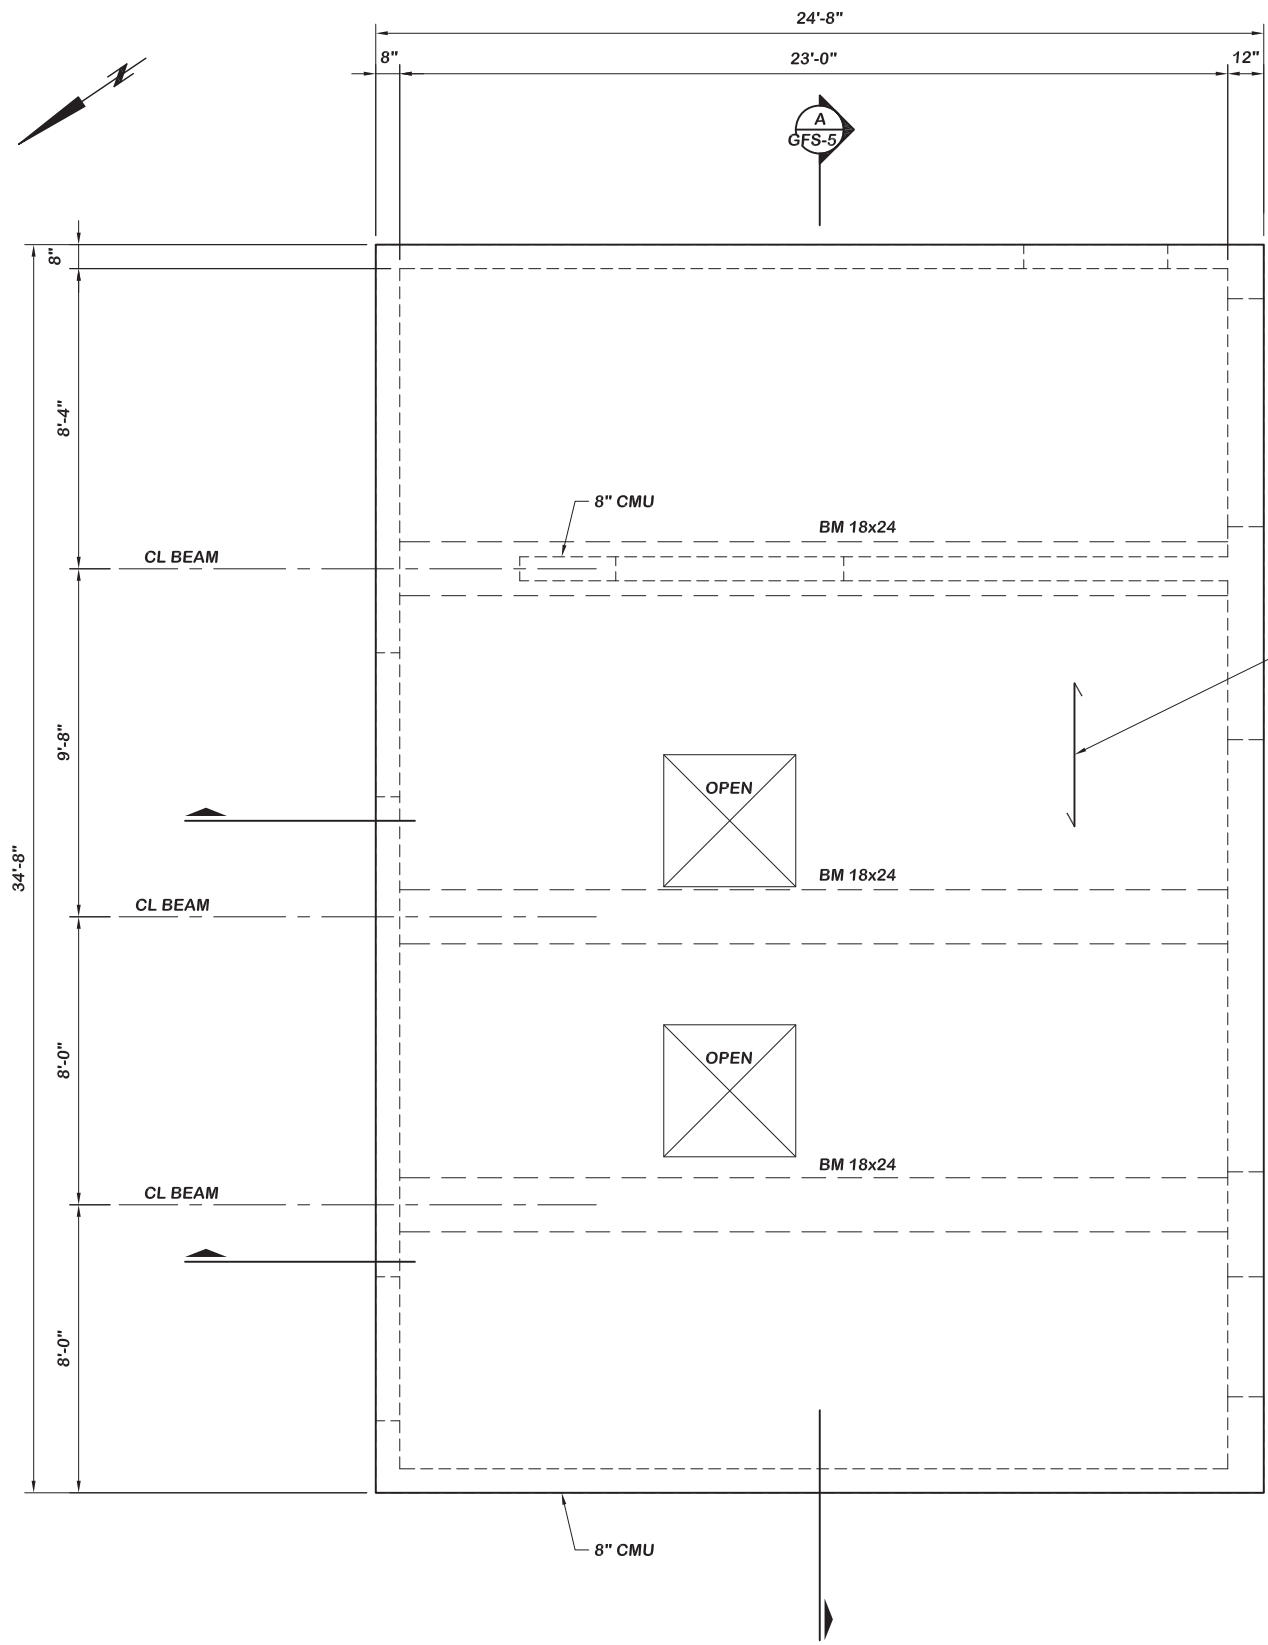 24'-8"
8"
23'-0"
12"
N
A
GFS-5
8"
8'-4"
8" CMU
BM 18x24
CL BEAM
9'-8"
OPEN
34'-8"
BM 18x24
CL BEAM
8'-0"
OPEN
BM 18x24
CL BEAM
8'-0"
8" CMU